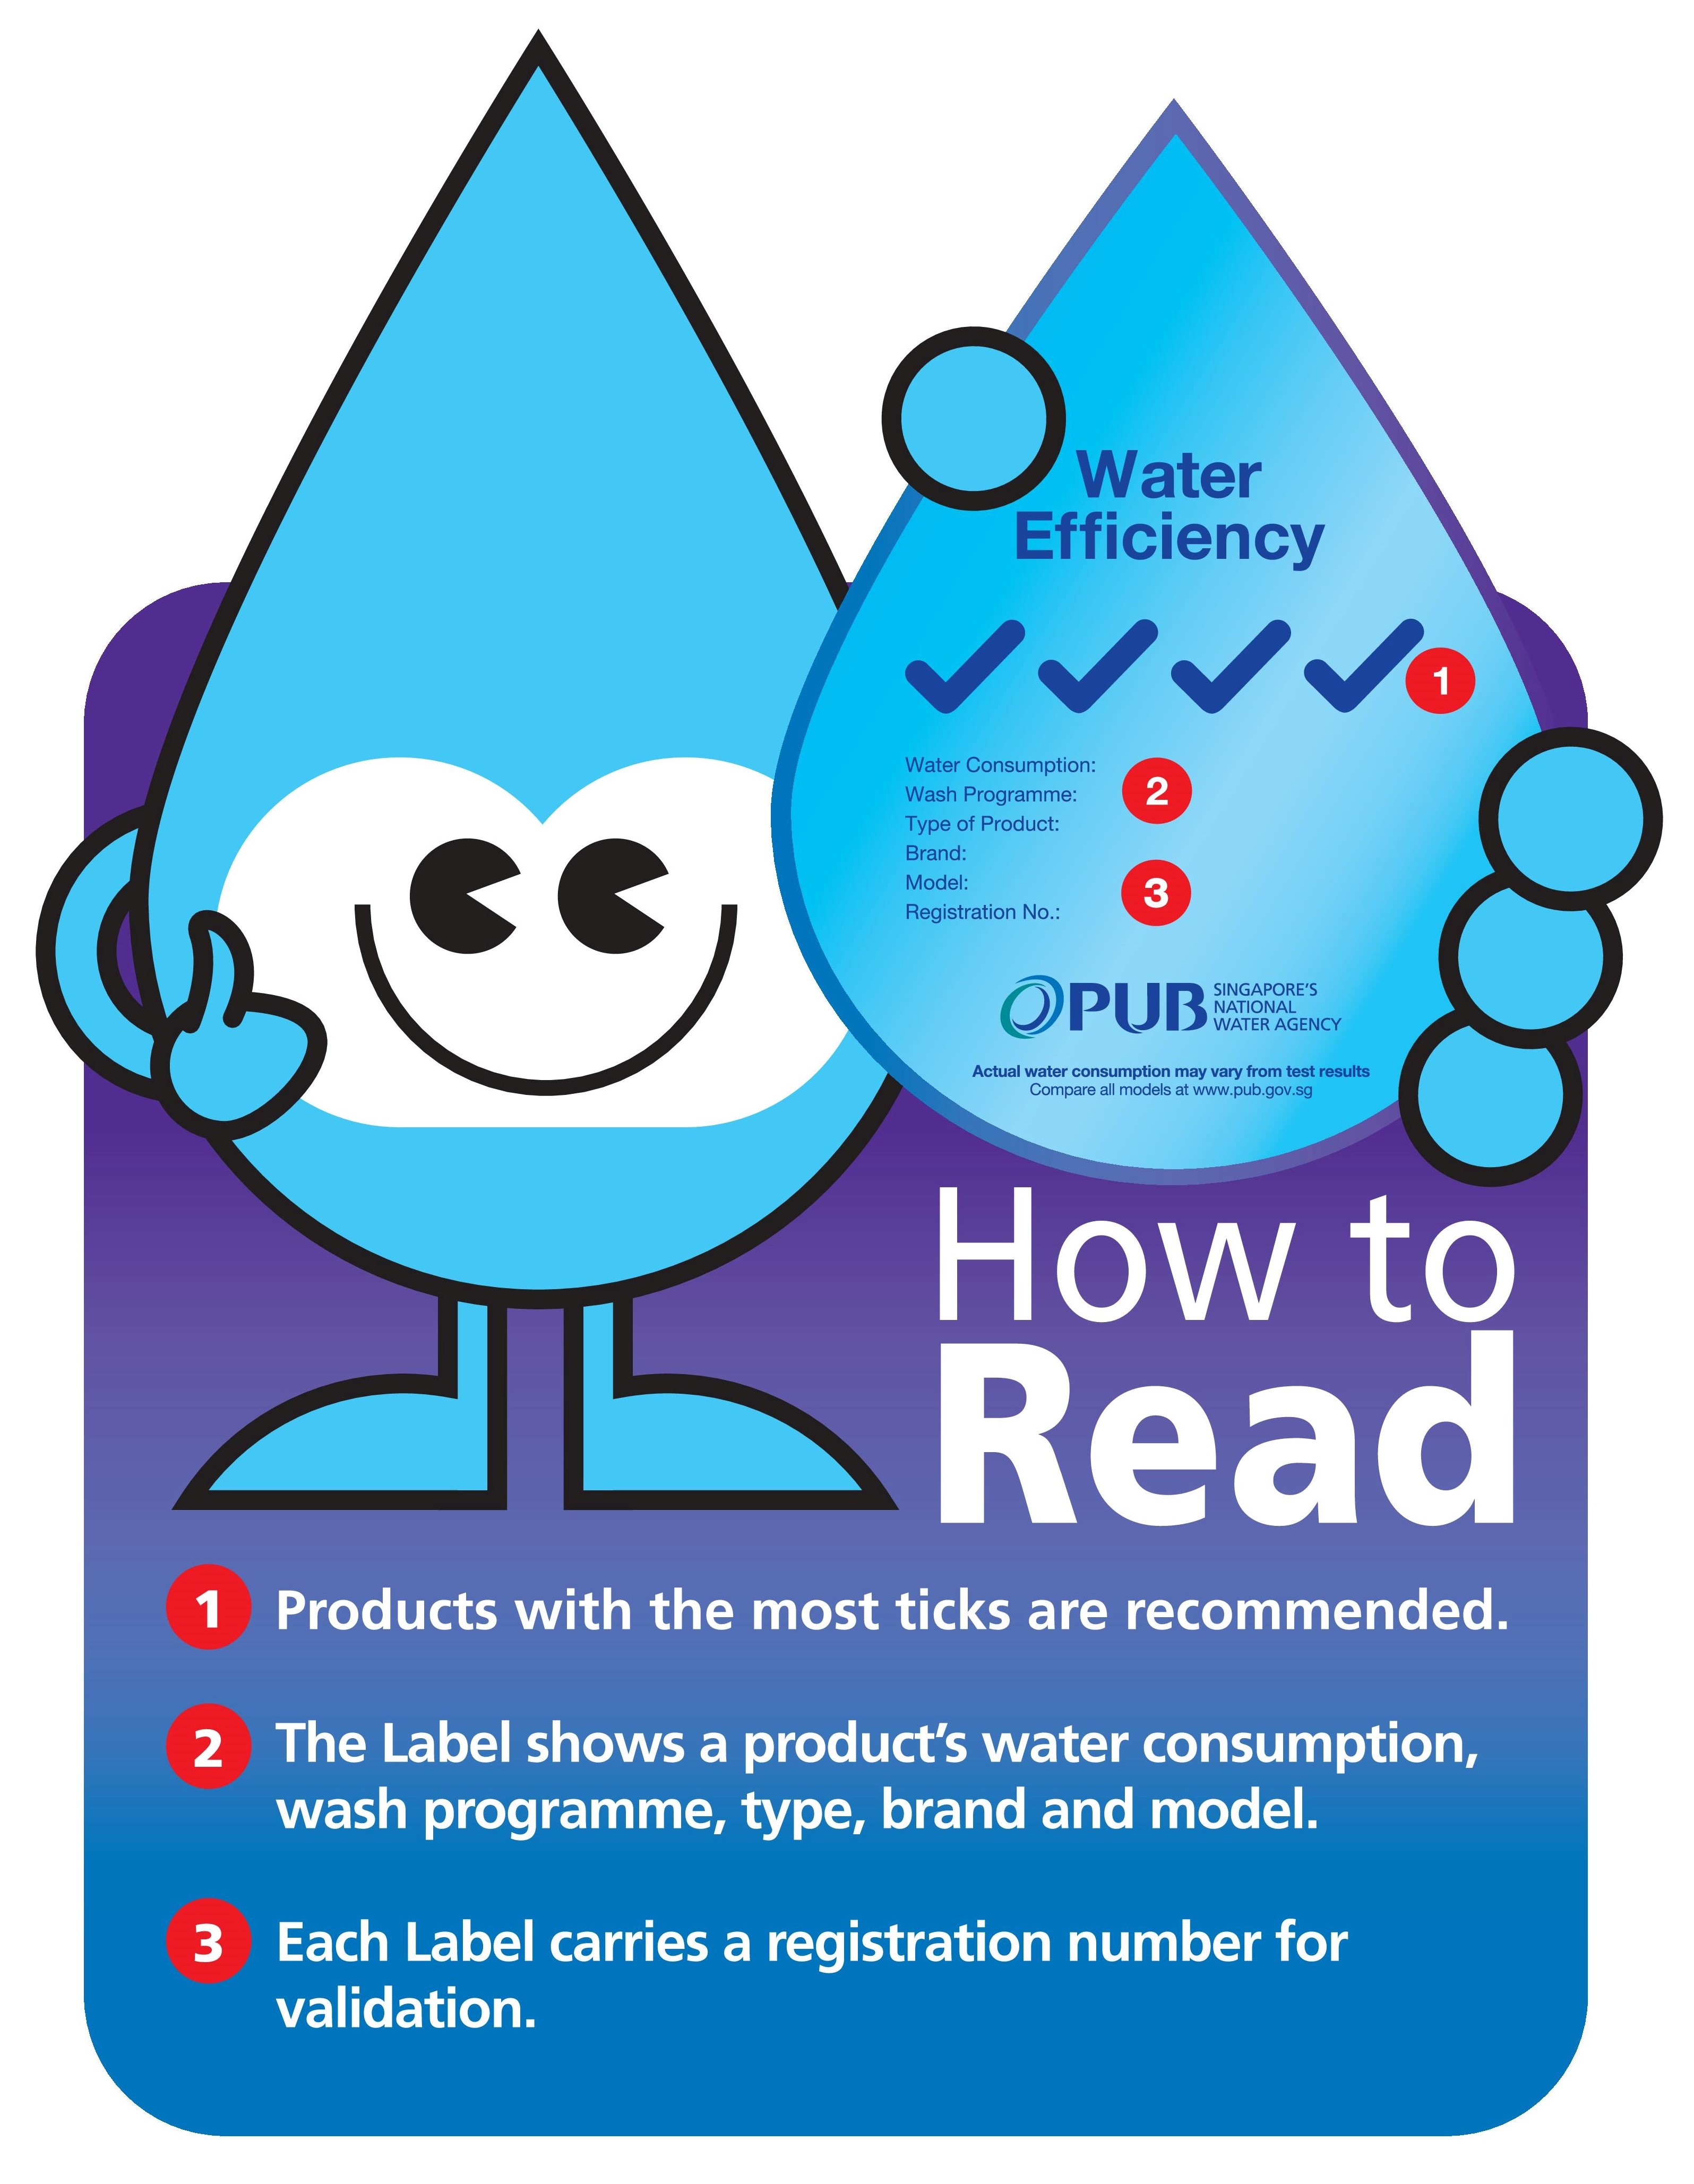 Water
Efficiency
1
Water Consumption:
Wash Programme:
2
Type of Product:
Brand:
Model:
3
Registration No.:
PUB
SINGAPORE'S
NATIONAL
WATER AGENCY
Actual water consumption may vary from test results
Compare all models at www.pub.gov.sg
How to
Read
1 Products with the most ticks are recommended.
2 The Label shows a product’s water consumption,
wash programme, type, brand and model.
3 Each Label carries a registration number for
validation.